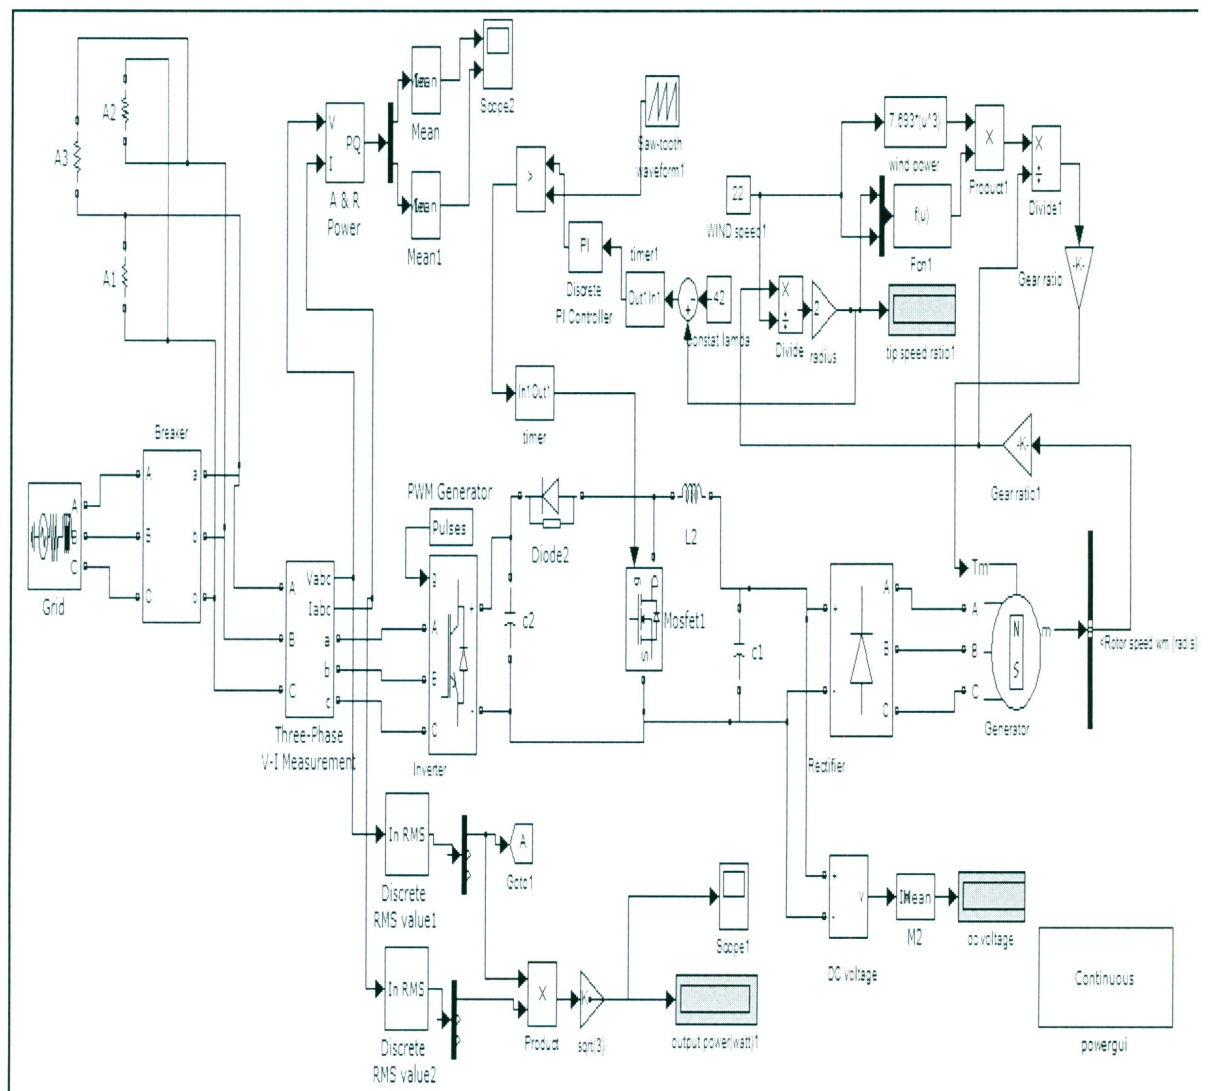 A3
A2
A1
V
I
PQ
A & R
Power
Mean
Mean1
Scope2
Saw-tooth
waveform1
>
PI
Discrete
PI Controller
timer1
Out1 In1
-
+
42
constat lamda
22
WIND speed1
7.693*(u^3)
wind power
f(u)
Fcn1
X
Product1
X
÷
Divide1
-K-
Gear ratio
X
÷
Divide
2
radius
tip speed ratio1
In1 Out1
timer
-K-
Gear ratio1
Breaker
A
B
C
a
b
c
A
B
C
Grid
Vabc
Iabc
A
B
C
a
b
c
Three-Phase
V-I Measurement
PWM Generator
Pulses
g
A
B
C
+
-
Inverter
Diode2
c2
g
D
S
Mosfet1
L2
c1
+
-
A
B
C
Rectifier
Tm
A
B
C
N
S
m
Generator
<Rotor speed wm (rad/s)
In RMS
Discrete
RMS value1
A
Goto1
In RMS
Discrete
RMS value2
X
Product
K
sqrt(3)
Scope1
output power(watt)1
+
-
v
DC voltage
Mean
M2
dc voltage
Continuous
powergui